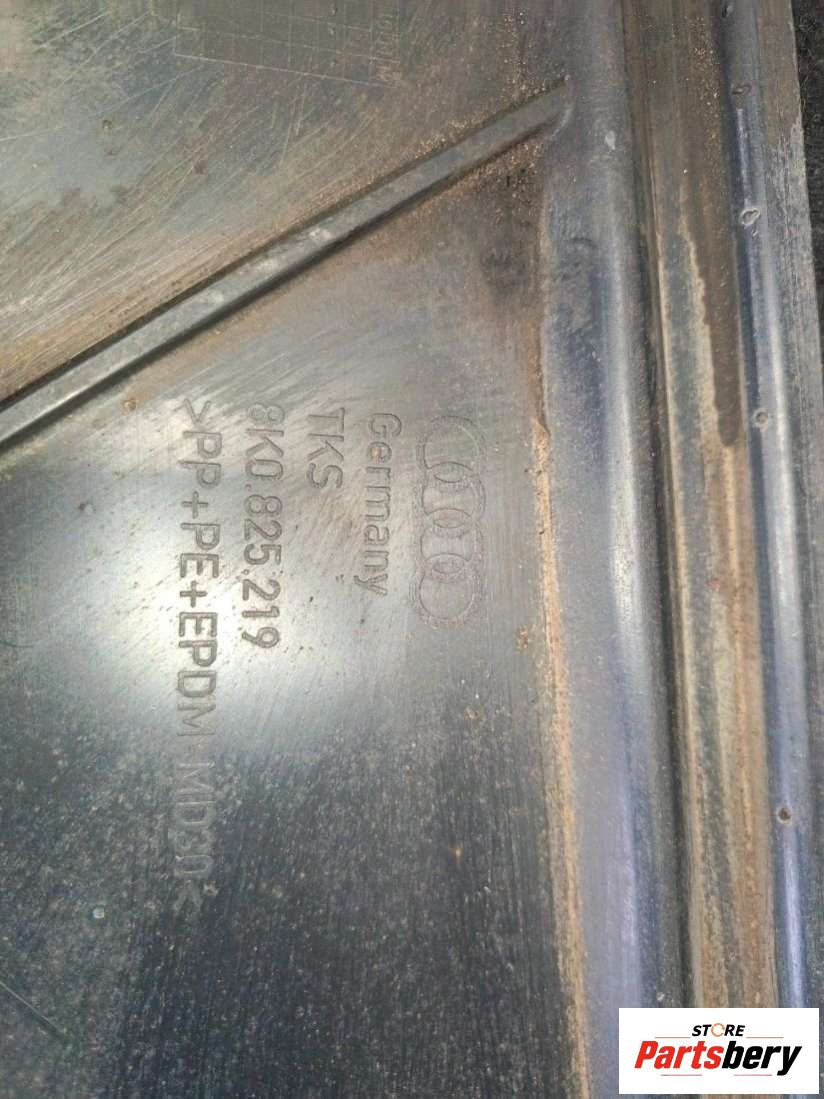 Germany
TKS
8K0.825.219
>PP+PE+EPDM-MD30<
STORE
Partsbery